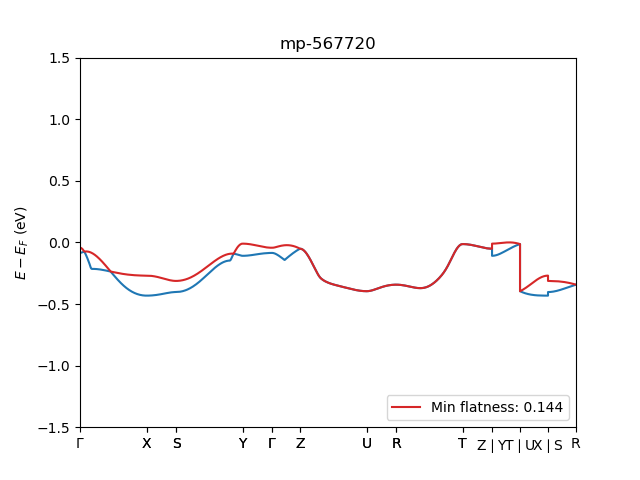 mp-567720
1.5
1.0
0.5
0.0
−0.5
−1.0
−1.5
E − E_F (eV)
Min flatness: 0.144
Γ X S Y Γ Z U R T Z | YT | UX | S R